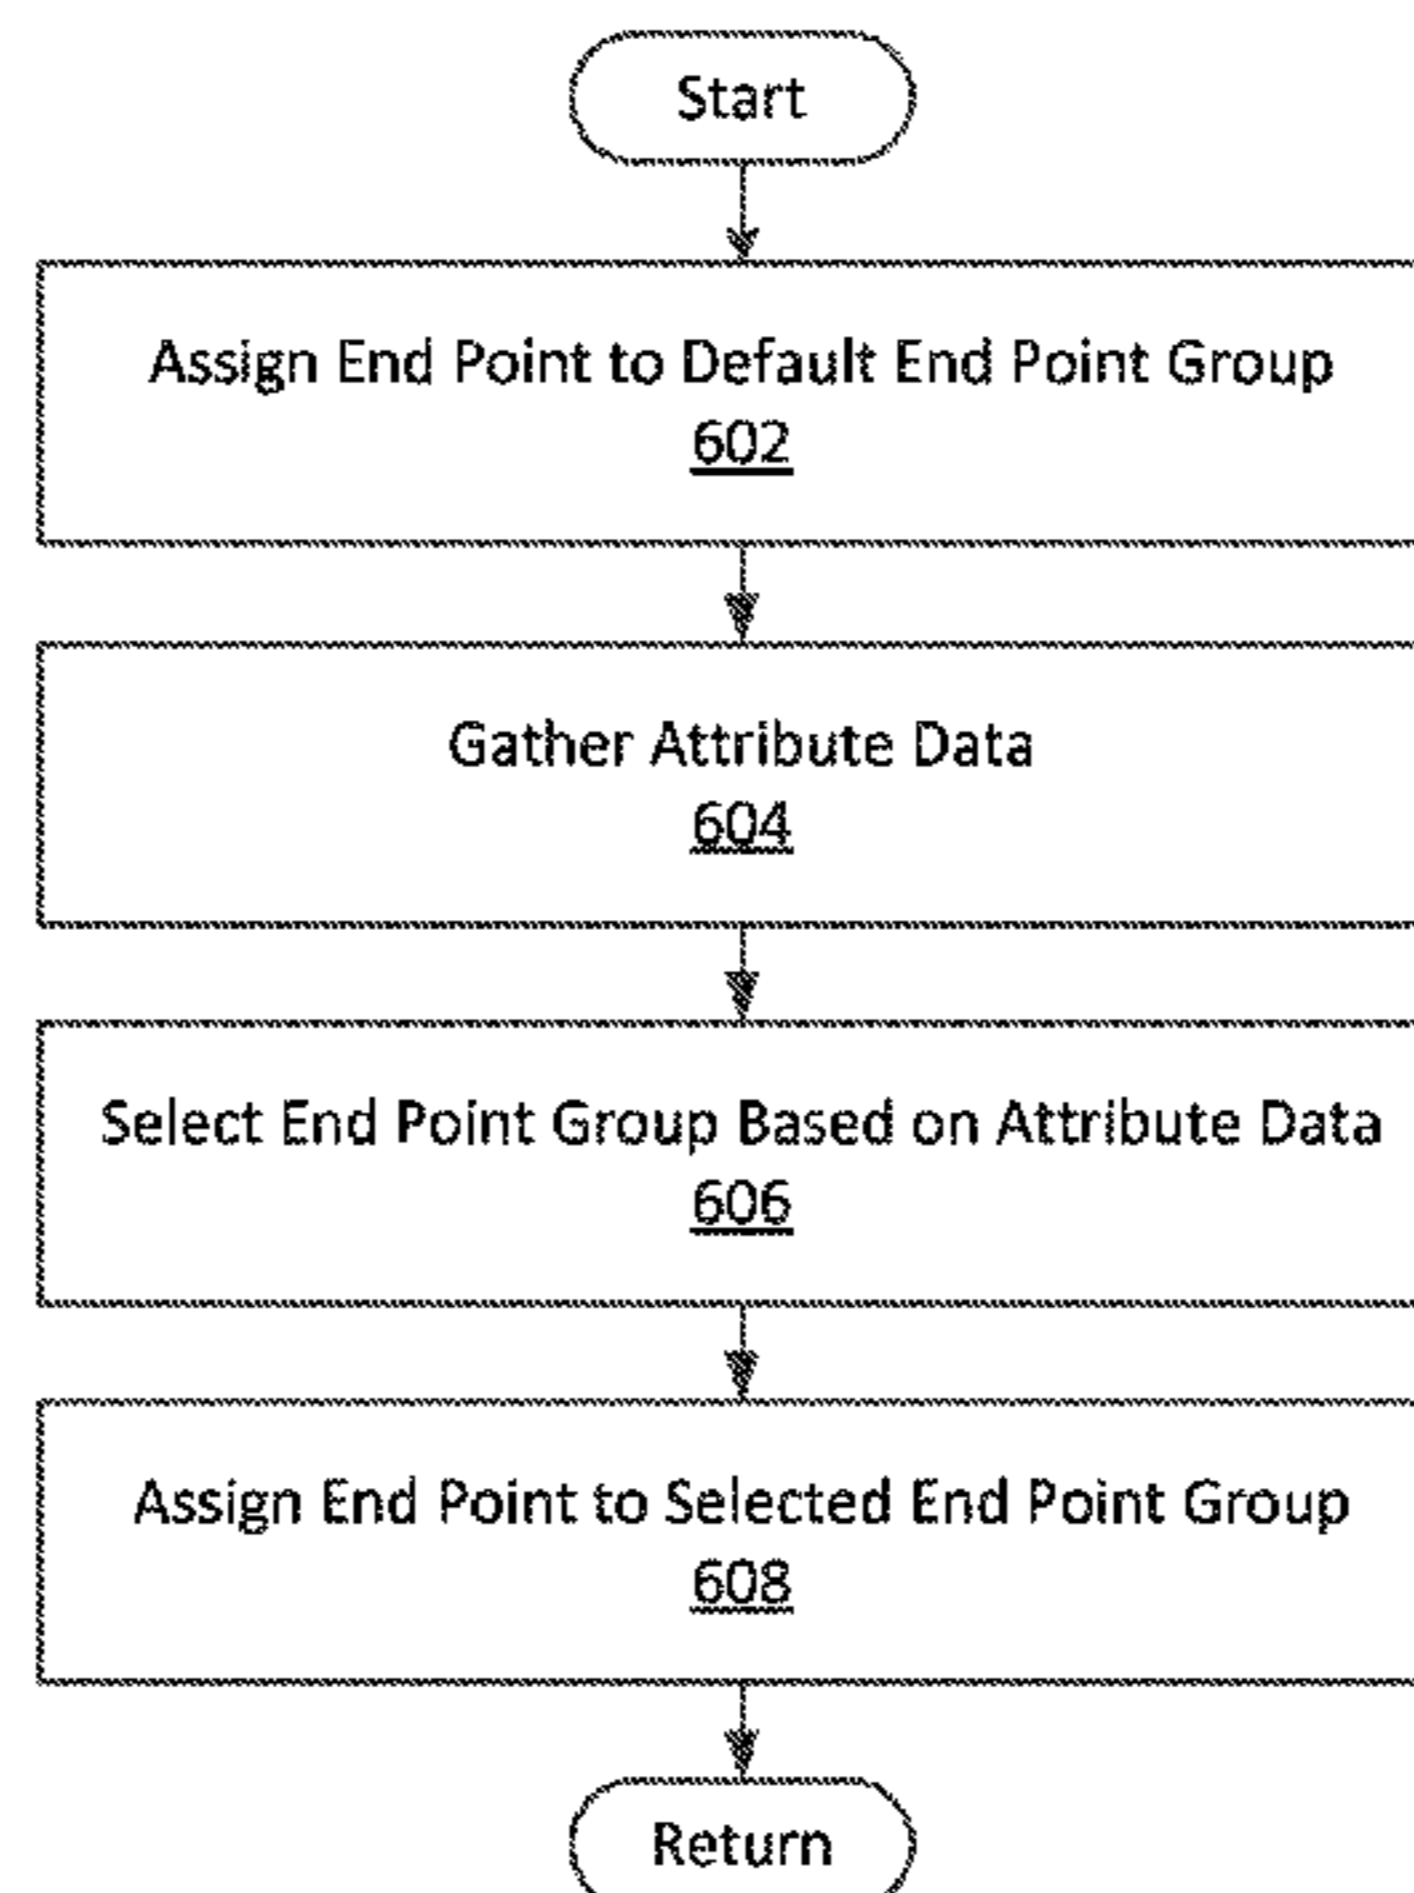 Start
Assign End Point to Default End Point Group
602
Gather Attribute Data
604
Select End Point Group Based on Attribute Data
606
Assign End Point to Selected End Point Group
608
Return